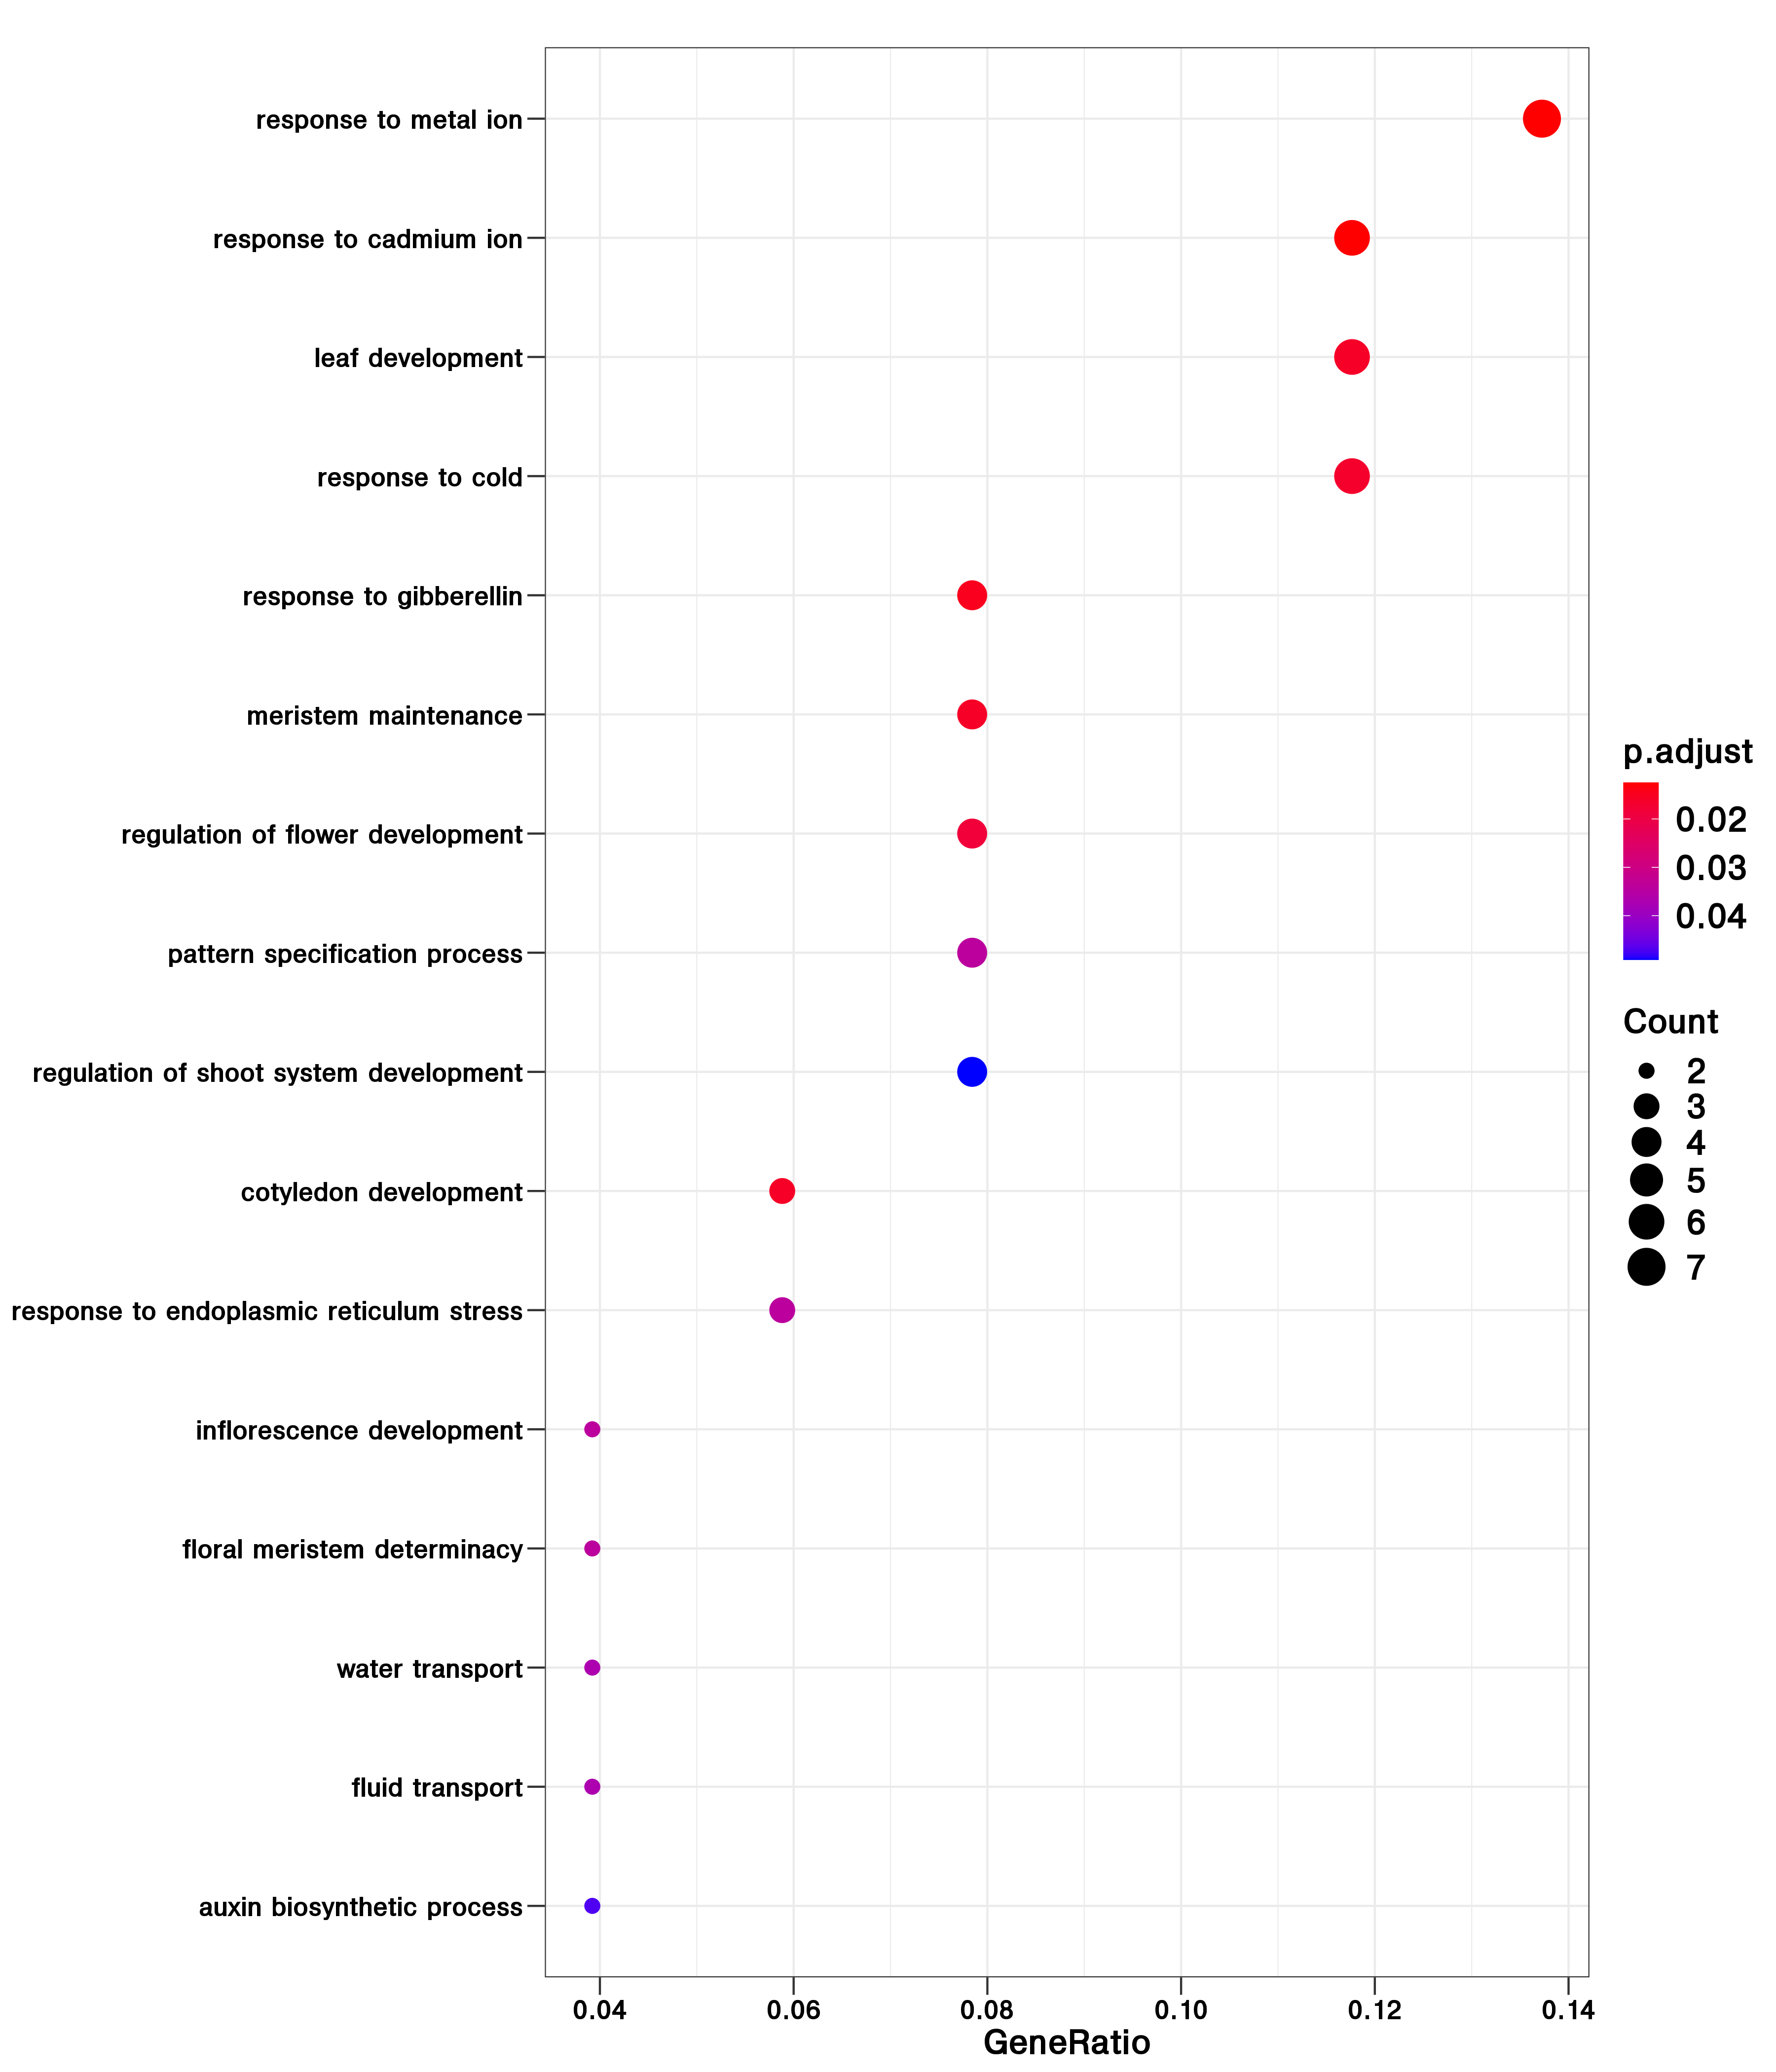 response to metal ion
response to cadmium ion
leaf development
response to cold
response to gibberellin
meristem maintenance
regulation of flower development
pattern specification process
regulation of shoot system development
cotyledon development
response to endoplasmic reticulum stress
inflorescence development
floral meristem determinacy
water transport
fluid transport
auxin biosynthetic process
0.04 0.06 0.08 0.10 0.12 0.14
GeneRatio
p.adjust
0.02
0.03
0.04
Count
2
3
4
5
6
7